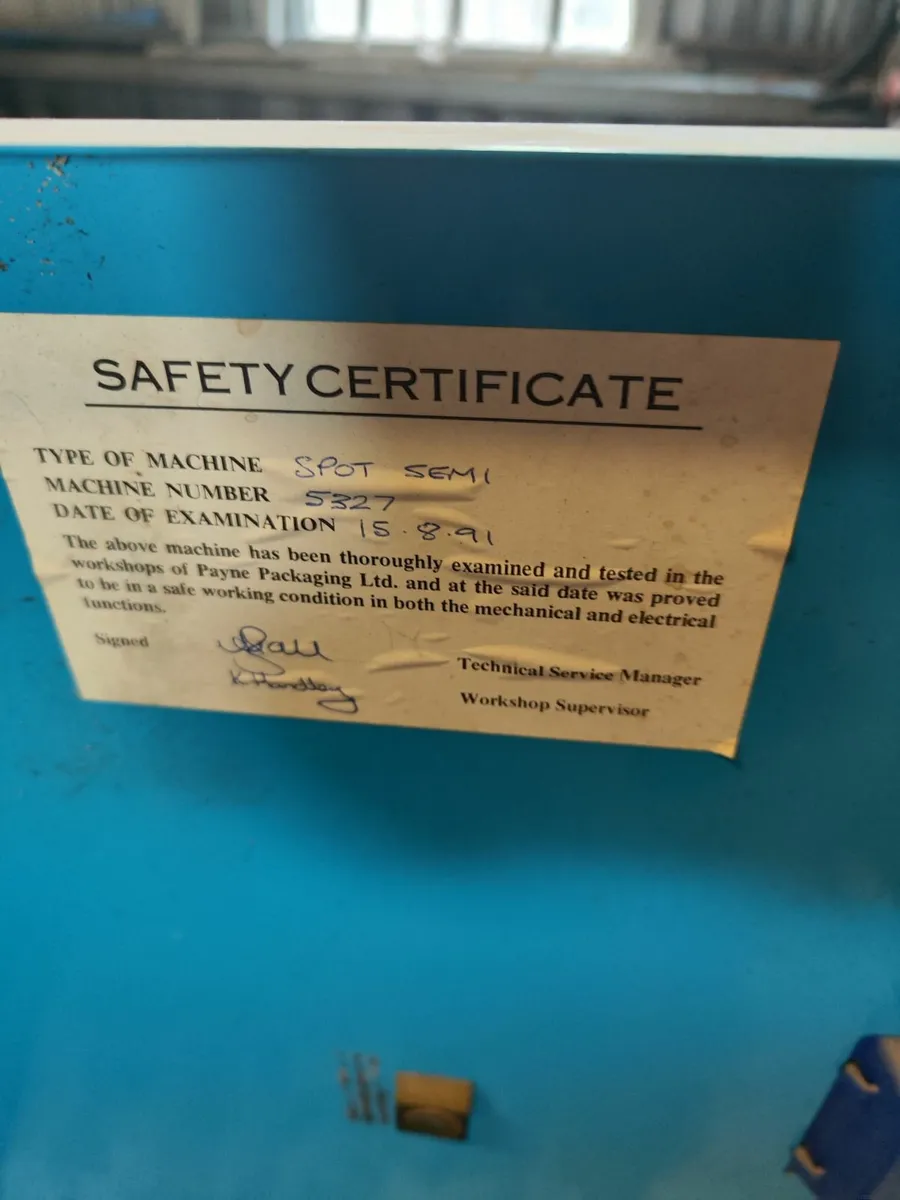 SAFETY CERTIFICATE
TYPE OF MACHINE SPOT SEMI
MACHINE NUMBER 5327
DATE OF EXAMINATION 15.8.91
The above machine has been thoroughly examined and tested in the
workshops of Payne Packaging Ltd. and at the said date was proved
to be in a safe working condition in both the mechanical and electrical
functions.
Signed
Technical Service Manager
Workshop Supervisor